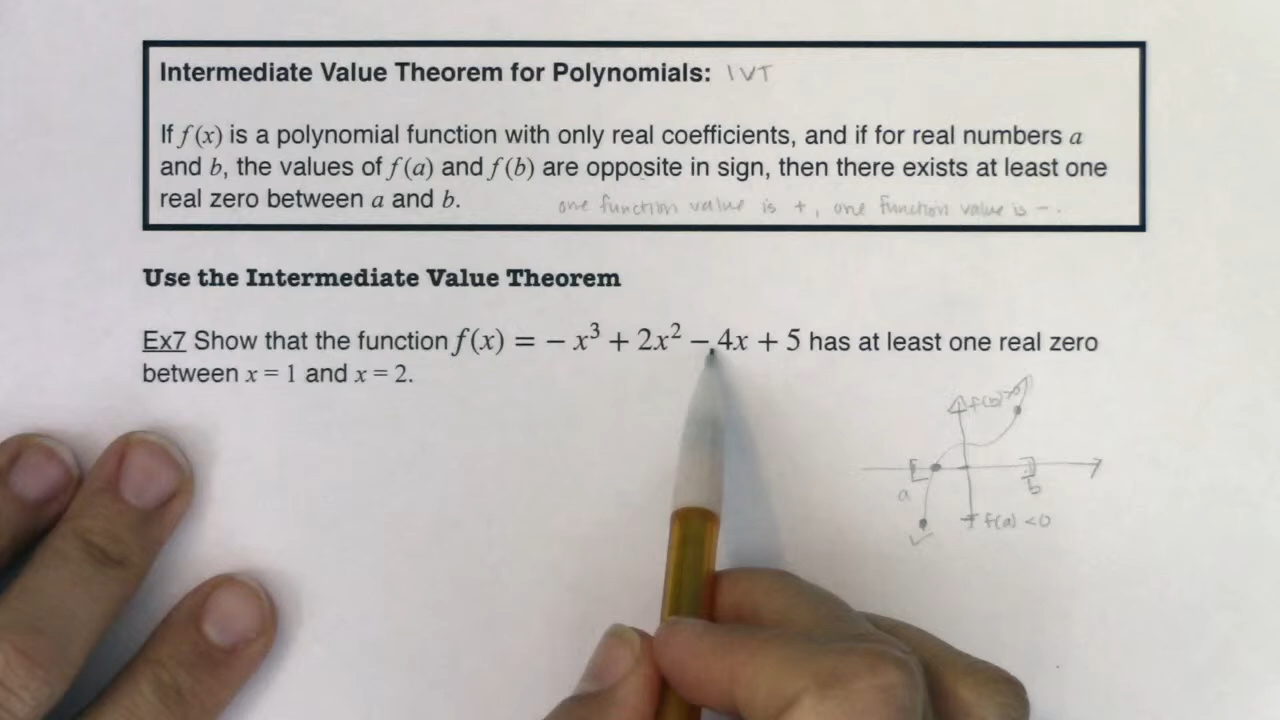 Intermediate Value Theorem for Polynomials: IVT
If f(x) is a polynomial function with only real coefficients, and if for real numbers a
and b, the values of f(a) and f(b) are opposite in sign, then there exists at least one
real zero between a and b. one function value is +, one function value is -.
Use the Intermediate Value Theorem
Ex7 Show that the function f(x) = − x³ + 2x² − 4x + 5 has at least one real zero
between x = 1 and x = 2.
f(b)>0
a
b
f(a) <0